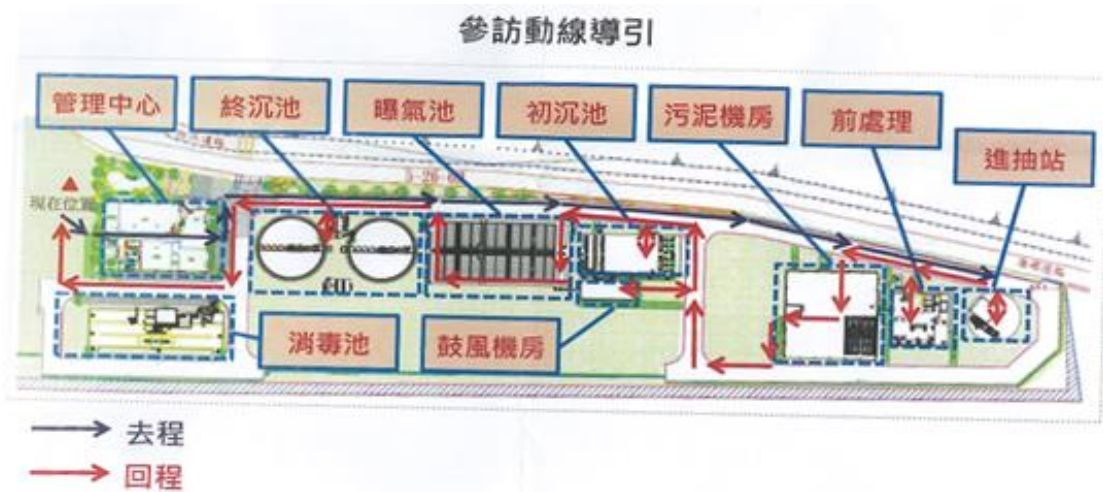 參訪動線導引
管理中心
終沉池
曝氣池
初沉池
污泥機房
前處理
進抽站
現在位置
消毒池
鼓風機房
去程
回程